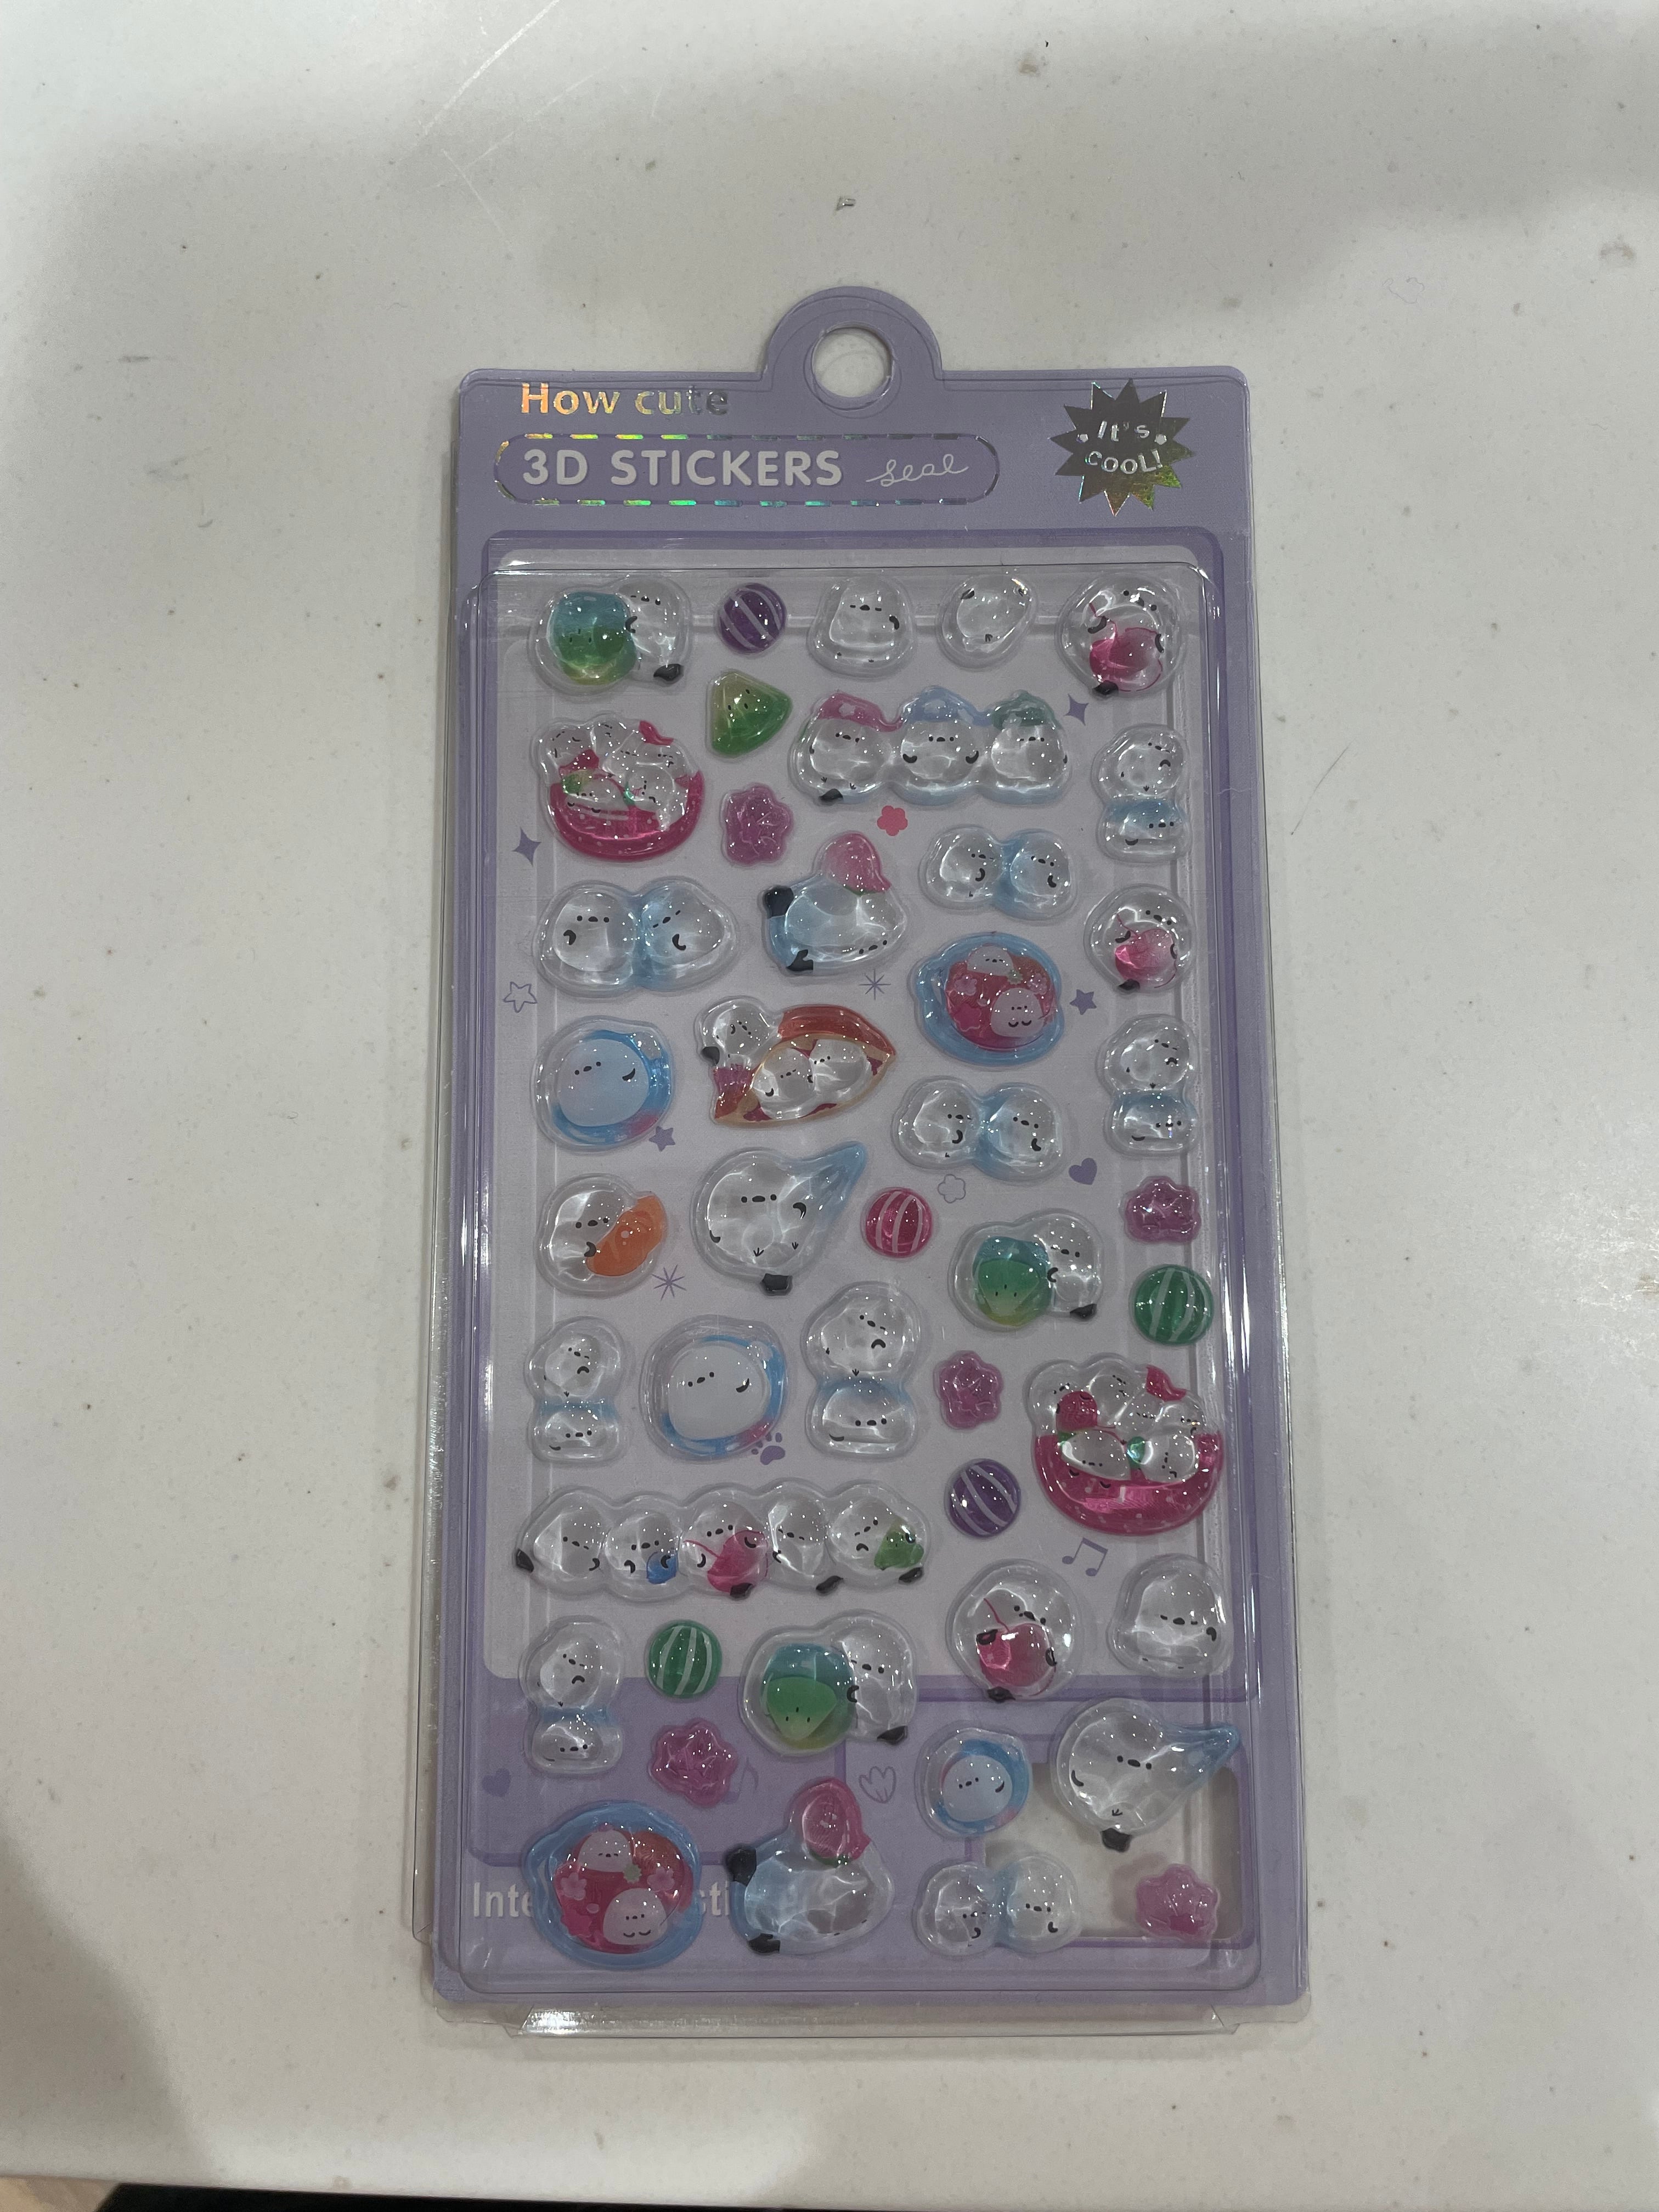 How cute
3D STICKERS seal
It's
COOL!